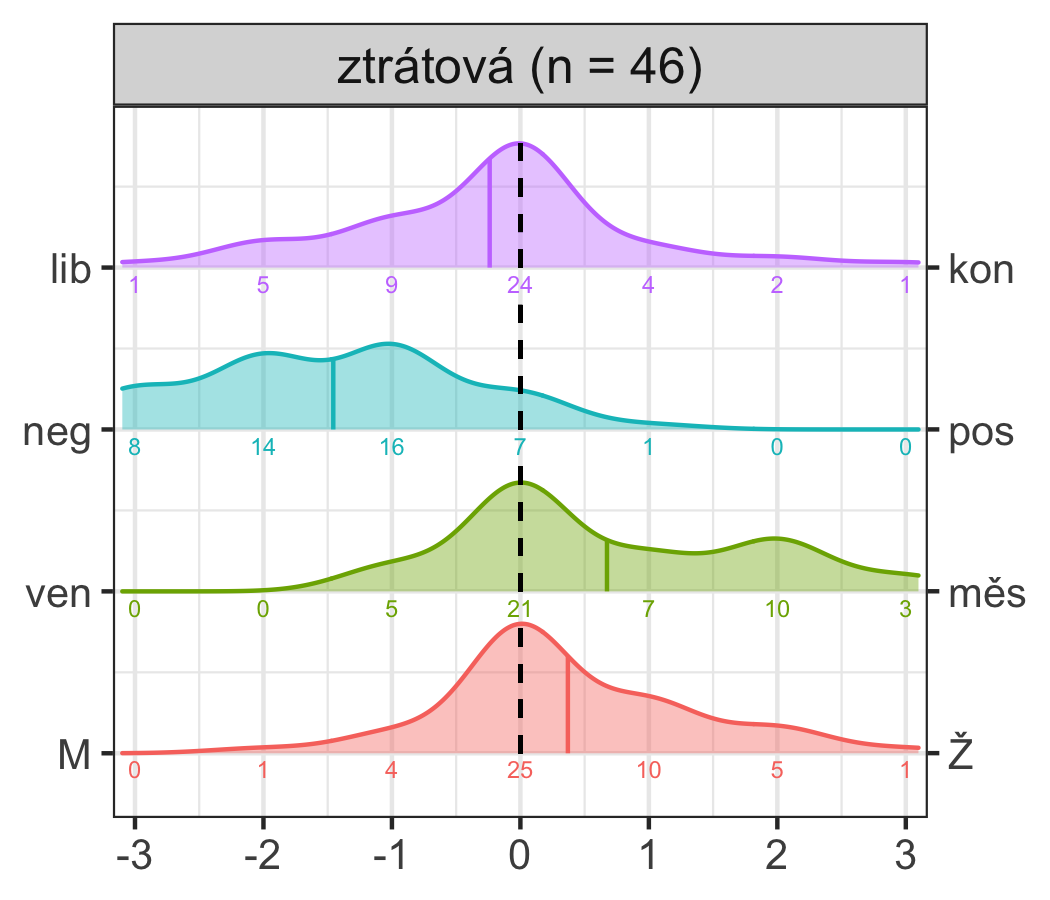 ztrátová (n = 46)
lib kon
1 5 9 24 4 2 1
neg pos
8 14 16 7 1 0 0
ven měs
0 0 5 21 7 10 3
M Ž
0 1 4 25 10 5 1
-3 -2 -1 0 1 2 3